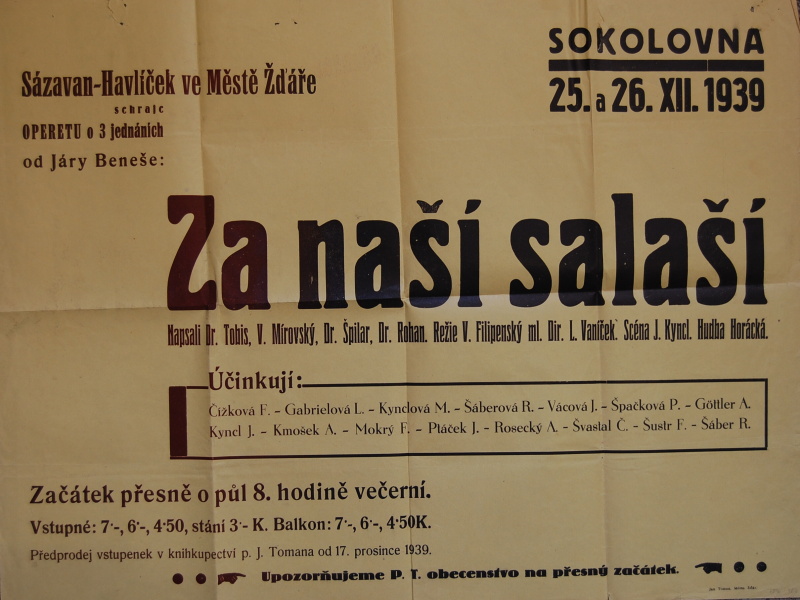 SOKOLOVNA
25. a 26. XII. 1939
Sázavan-Havlíček ve Městě Žďáře
sehraje
OPERETU o 3 jednáních
od Járy Beneše:
Za naší salaší
Napsali Dr. Tobis, V. Mírovský, Dr. Špilar, Dr. Rohan. Režie V. Filipenský ml. Dir. L. Vaníček. Scéna J. Kyncl. Hudba Horácká.
Účinkují:
Čížková F. - Gabrielová L. - Kynclová M. - Šáberová R. - Vácová J. - Špačková P. - Göttler A.
Kyncl J. - Kmošek A. - Mokrý F. - Ptáček J. - Rosecký A. - Švastal Č. - Šustr F. - Šáber R.
Začátek přesně o půl 8. hodině večerní.
Vstupné: 7·-, 6·-, 4·50, stání 3·- K. Balkon: 7·-, 6·-, 4·50K.
Předprodej vstupenek v knihkupectví p. J. Tomana od 17. prosince 1939.
Upozorňujeme P. T. obecenstvo na přesný začátek.